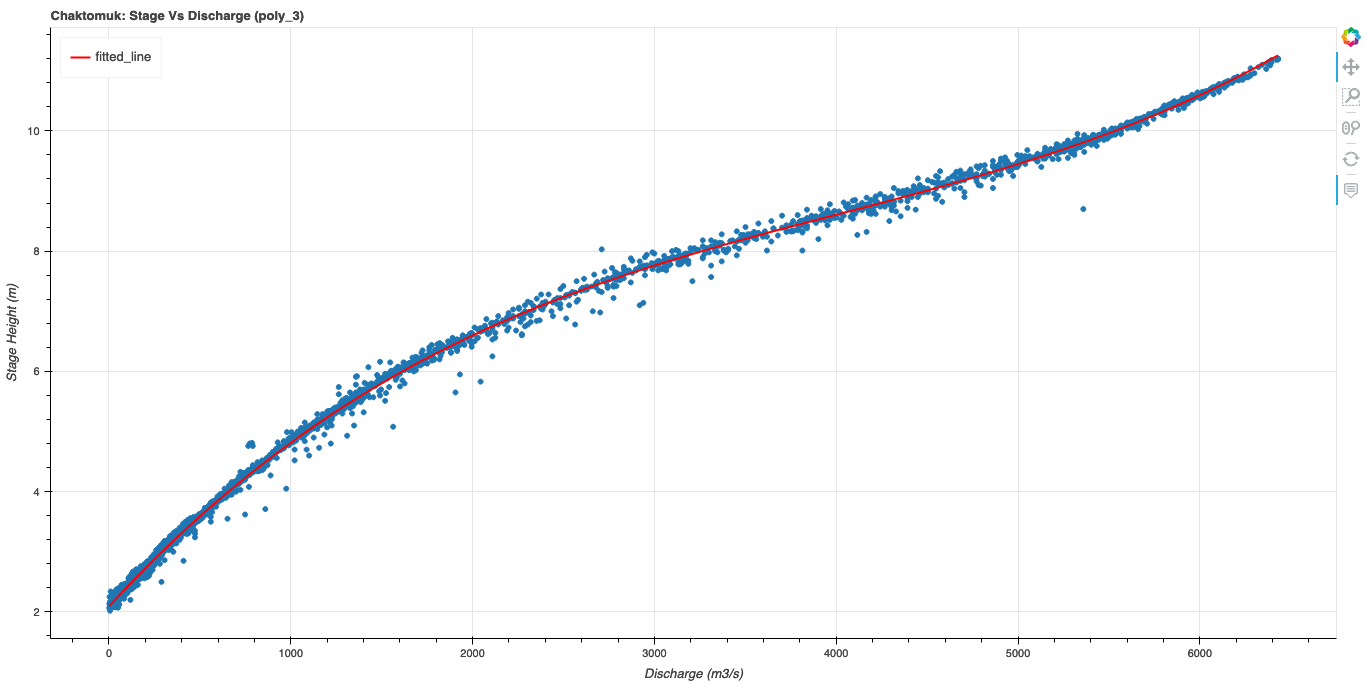 Chaktomuk: Stage Vs Discharge (poly_3)
fitted_line
10
8
6
4
2
Stage Height (m)
0 1000 2000 3000 4000 5000 6000
Discharge (m3/s)